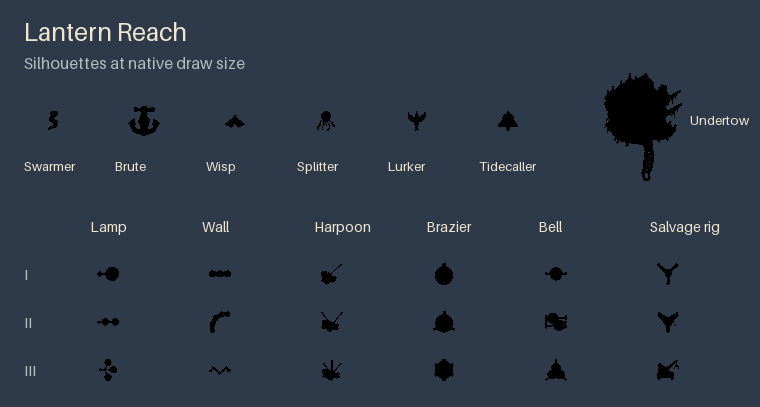 Lantern Reach
Silhouettes at native draw size
Undertow
Swarmer Brute Wisp Splitter Lurker Tidecaller
Lamp Wall Harpoon Brazier Bell Salvage rig
I
II
III